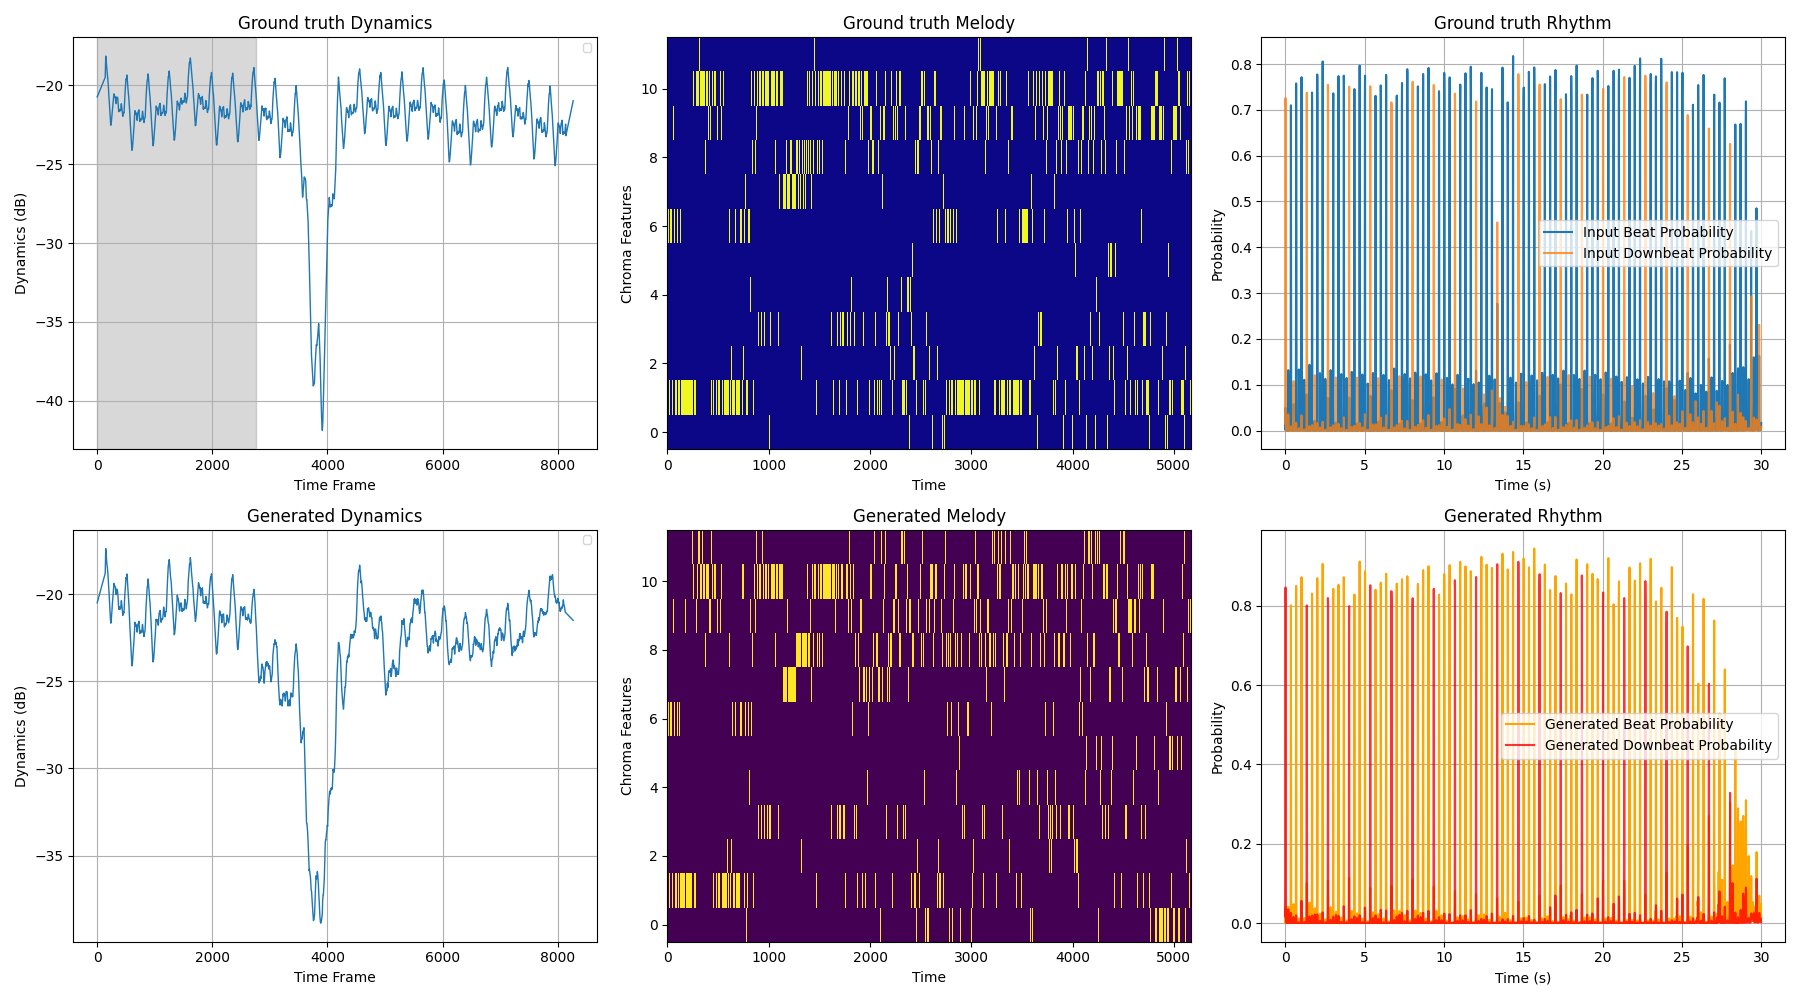 Ground truth Dynamics
Dynamics (dB)
−20
−25
−30
−35
−40
0 2000 4000 6000 8000
Time Frame
Ground truth Melody
Chroma Features
10
8
6
4
2
0
0 1000 2000 3000 4000 5000
Time
Ground truth Rhythm
Probability
0.8
0.7
0.6
0.5
0.4
0.3
0.2
0.1
0.0
Input Beat Probability
Input Downbeat Probability
0 5 10 15 20 25 30
Time (s)
Generated Dynamics
Dynamics (dB)
−20
−25
−30
−35
0 2000 4000 6000 8000
Time Frame
Generated Melody
Chroma Features
10
8
6
4
2
0
0 1000 2000 3000 4000 5000
Time
Generated Rhythm
Probability
0.8
0.6
0.4
0.2
0.0
Generated Beat Probability
Generated Downbeat Probability
0 5 10 15 20 25 30
Time (s)